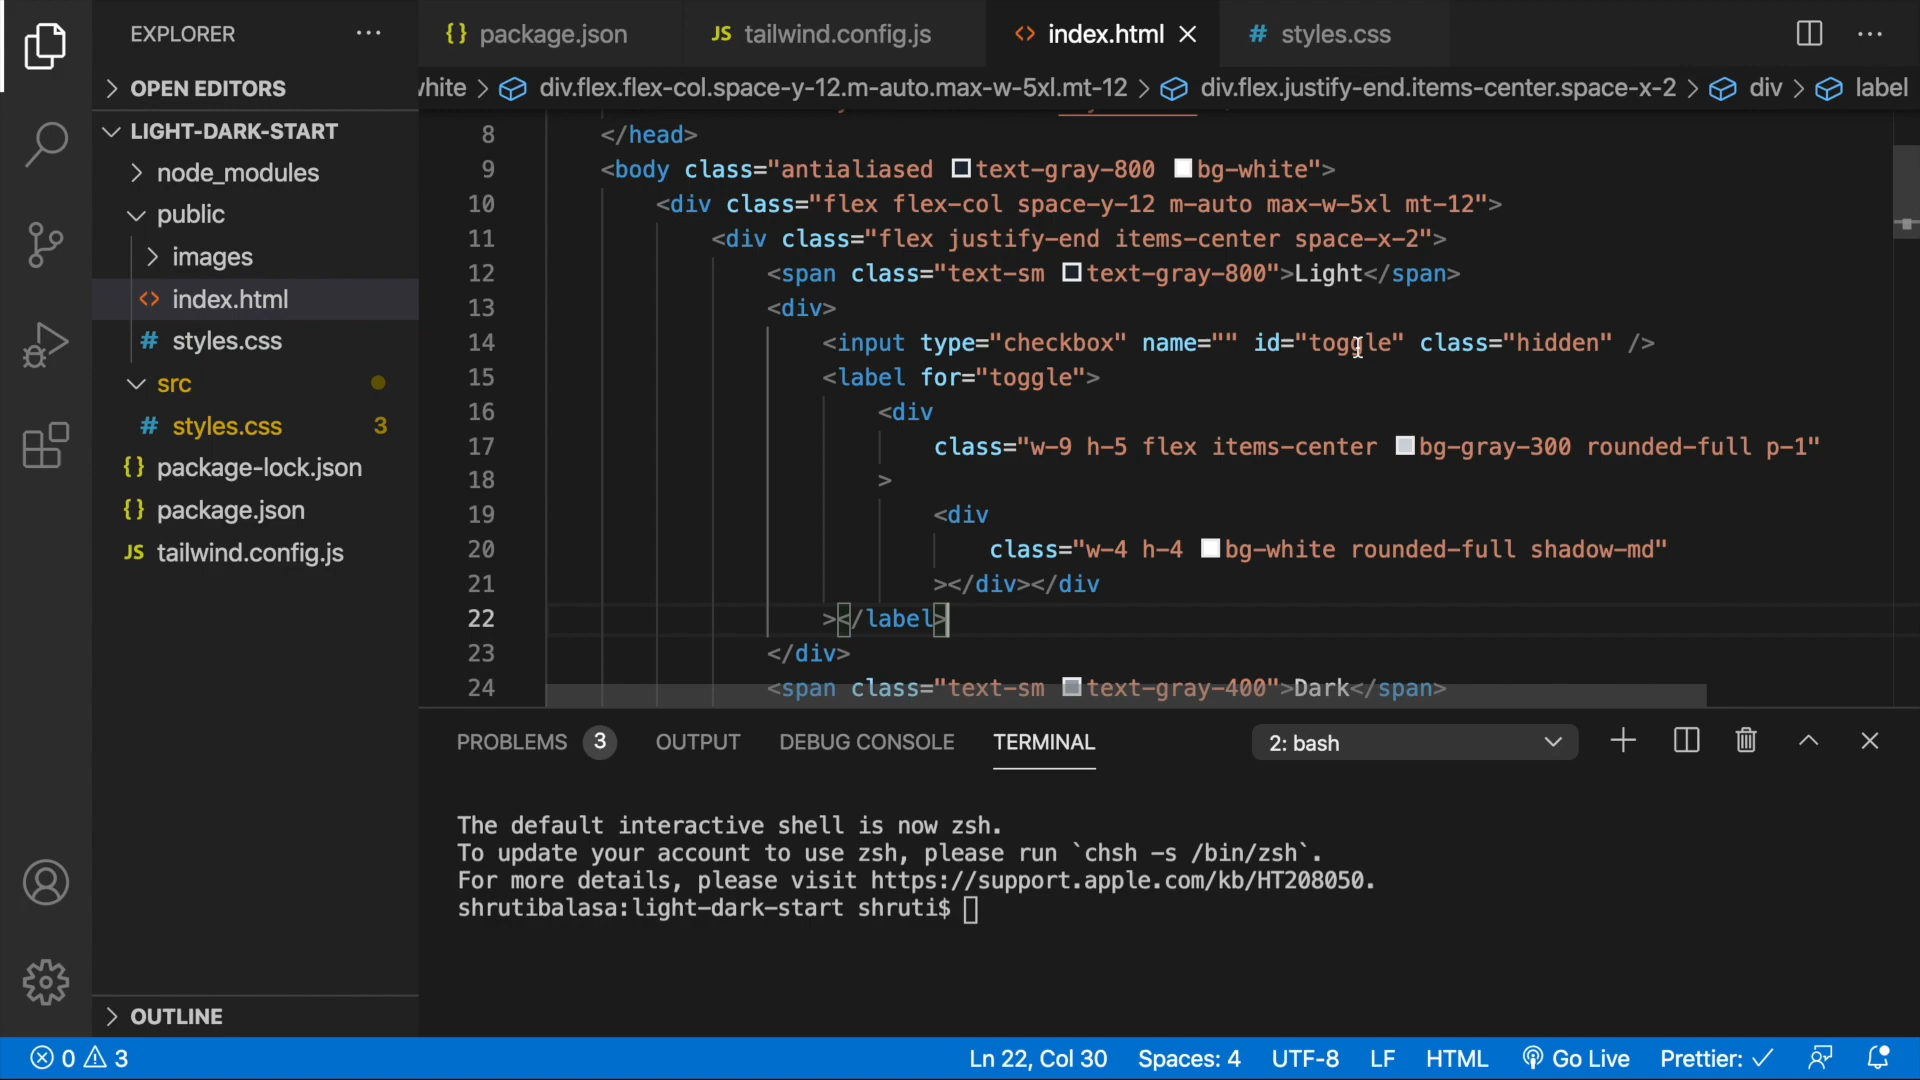 EXPLORER
{} package.json
JS tailwind.config.js
<> index.html
# styles.css
OPEN EDITORS
white > div.flex.flex-col.space-y-12.m-auto.max-w-5xl.mt-12 > div.flex.justify-end.items-center.space-x-2 > div > label
LIGHT-DARK-START
node_modules
public
images
<> index.html
# styles.css
src
# styles.css 3
{} package-lock.json
{} package.json
JS tailwind.config.js
OUTLINE
8 </head>
9 <body class="antialiased text-gray-800 bg-white">
10 <div class="flex flex-col space-y-12 m-auto max-w-5xl mt-12">
11 <div class="flex justify-end items-center space-x-2">
12 <span class="text-sm text-gray-800">Light</span>
13 <div>
14 <input type="checkbox" name="" id="toggle" class="hidden" />
15 <label for="toggle">
16 <div
17 class="w-9 h-5 flex items-center bg-gray-300 rounded-full p-1"
18 >
19 <div
20 class="w-4 h-4 bg-white rounded-full shadow-md"
21 ></div></div
22 ></label>
23 </div>
24 <span class="text-sm text-gray-400">Dark</span>
PROBLEMS 3 OUTPUT DEBUG CONSOLE TERMINAL 2: bash
The default interactive shell is now zsh.
To update your account to use zsh, please run `chsh -s /bin/zsh`.
For more details, please visit https://support.apple.com/kb/HT208050.
shrutibalasa:light-dark-start shruti$
0 3 Ln 22, Col 30 Spaces: 4 UTF-8 LF HTML Go Live Prettier: ✓